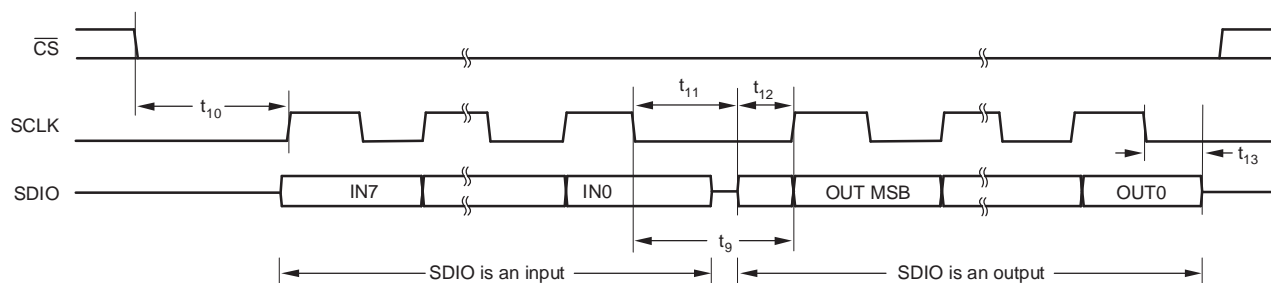 CS
t10
t11
t12
SCLK
t13
SDIO
IN7
IN0
OUT MSB
OUT0
t9
SDIO is an input
SDIO is an output